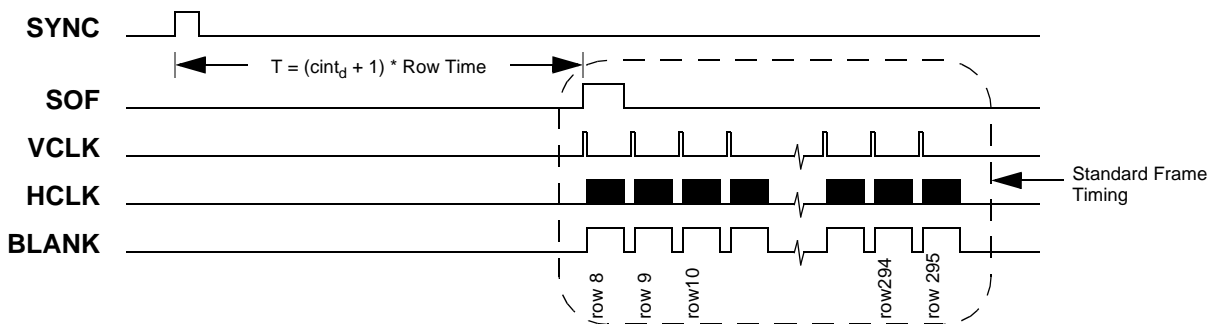 SYNC
T = (cint_d + 1) * Row Time
SOF
VCLK
HCLK
BLANK
Standard Frame
Timing
row 8
row 9
row10
row294
row 295